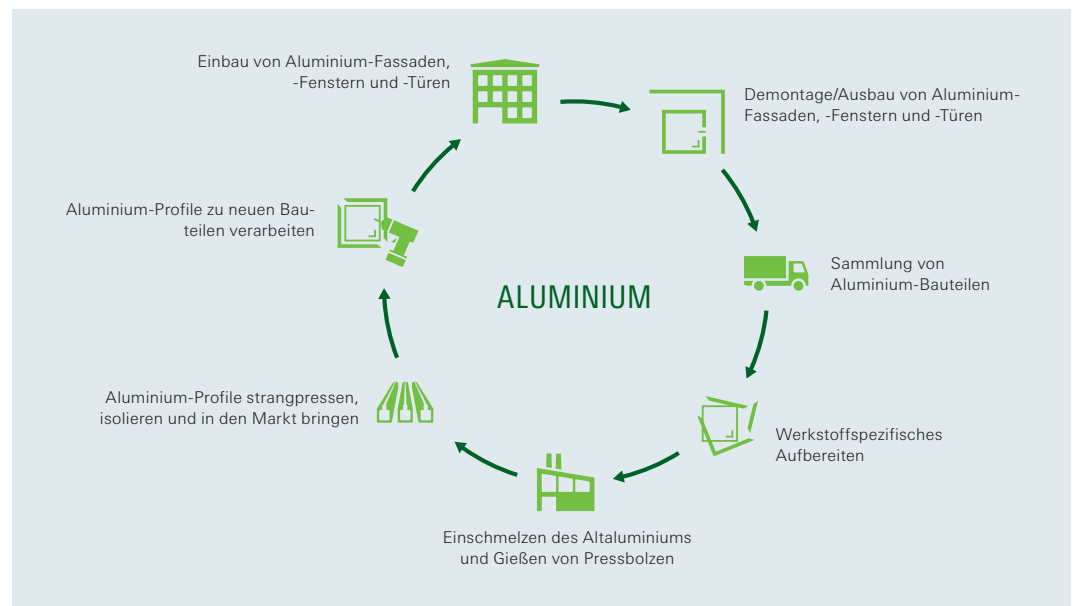 Einbau von Aluminium-Fassaden,
-Fenstern und -Türen
Demontage/Ausbau von Aluminium-
Fassaden, -Fenstern und -Türen
Sammlung von
Aluminium-Bauteilen
Werkstoffspezifisches
Aufbereiten
Einschmelzen des Altaluminiums
und Gießen von Pressbolzen
Aluminium-Profile strangpressen,
isolieren und in den Markt bringen
Aluminium-Profile zu neuen Bau-
teilen verarbeiten
ALUMINIUM